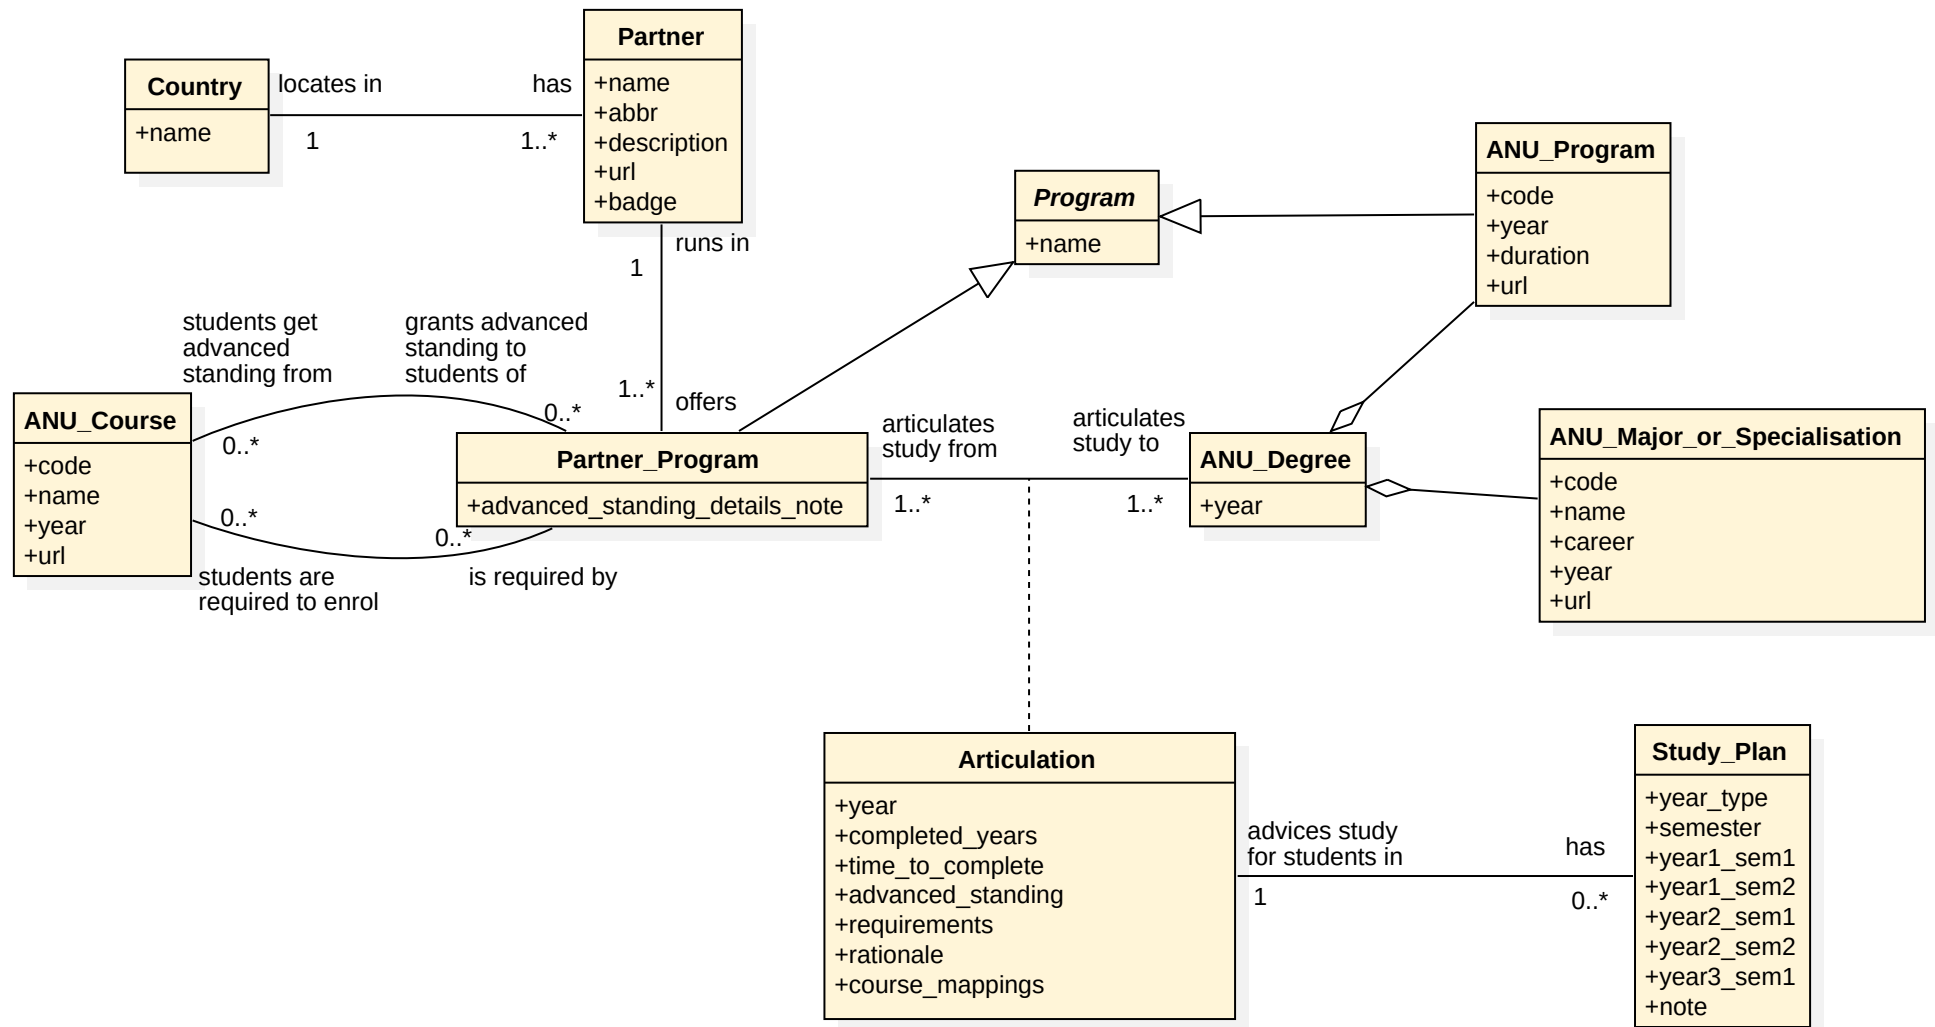 Partner
+name
+abbr
+description
+url
+badge
Country
+name
locates in
has
1
1..*
runs in
1
1..*
offers
Program
+name
ANU_Program
+code
+year
+duration
+url
students get
advanced
standing from
grants advanced
standing to
students of
0..*
0..*
ANU_Course
+code
+name
+year
+url
0..*
0..*
students are
required to enrol
is required by
Partner_Program
+advanced_standing_details_note
articulates
study from
articulates
study to
1..*
1..*
ANU_Degree
+year
ANU_Major_or_Specialisation
+code
+name
+career
+year
+url
Articulation
+year
+completed_years
+time_to_complete
+advanced_standing
+requirements
+rationale
+course_mappings
advices study
for students in
has
1
0..*
Study_Plan
+year_type
+semester
+year1_sem1
+year1_sem2
+year2_sem1
+year2_sem2
+year3_sem1
+note